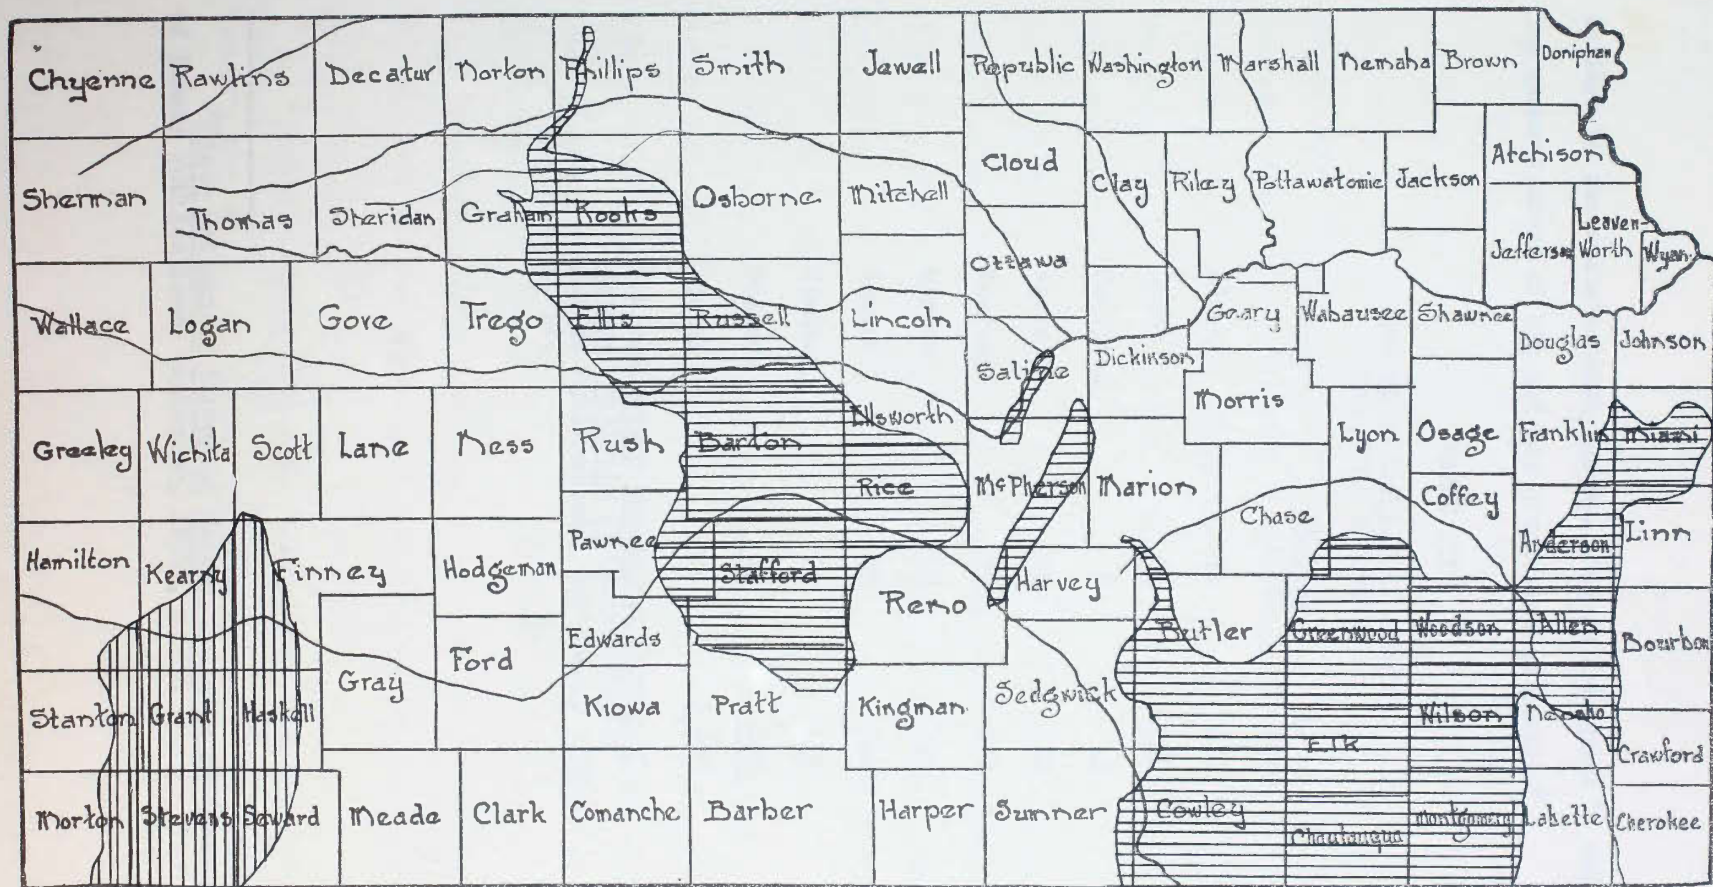 Chyenne
Rawlins
Decatur
Norton
Phillips
Smith
Jewell
Republic
Washington
Marshall
Nemaha
Brown
Doniphan
Sherman
Thomas
Sheridan
Graham
Rooks
Osborne
Mitchell
Cloud
Clay
Riley
Pottawatomie
Jackson
Atchison
Jefferson
Leaven-
Worth
Wyan.
Ottawa
Wallace
Logan
Gove
Trego
Ellis
Russell
Lincoln
Saline
Dickinson
Geary
Wabausee
Shawnee
Douglas
Johnson
Morris
Greeley
Wichita
Scott
Lane
Ness
Rush
Barton
Ellsworth
Rice
McPherson
Marion
Chase
Lyon
Osage
Franklin
Miami
Coffey
Anderson
Linn
Hamilton
Kearny
Finney
Hodgeman
Pawnee
Stafford
Reno
Harvey
Butler
Greenwood
Woodson
Allen
Bourbon
Edwards
Ford
Gray
Stanton
Grant
Haskell
Kiowa
Pratt
Kingman
Sedgwick
Elk
Wilson
Neosho
Crawford
Morton
Stevens
Seward
Meade
Clark
Comanche
Barber
Harper
Sumner
Cowley
Chautauqua
Montgomery
Labette
Cherokee